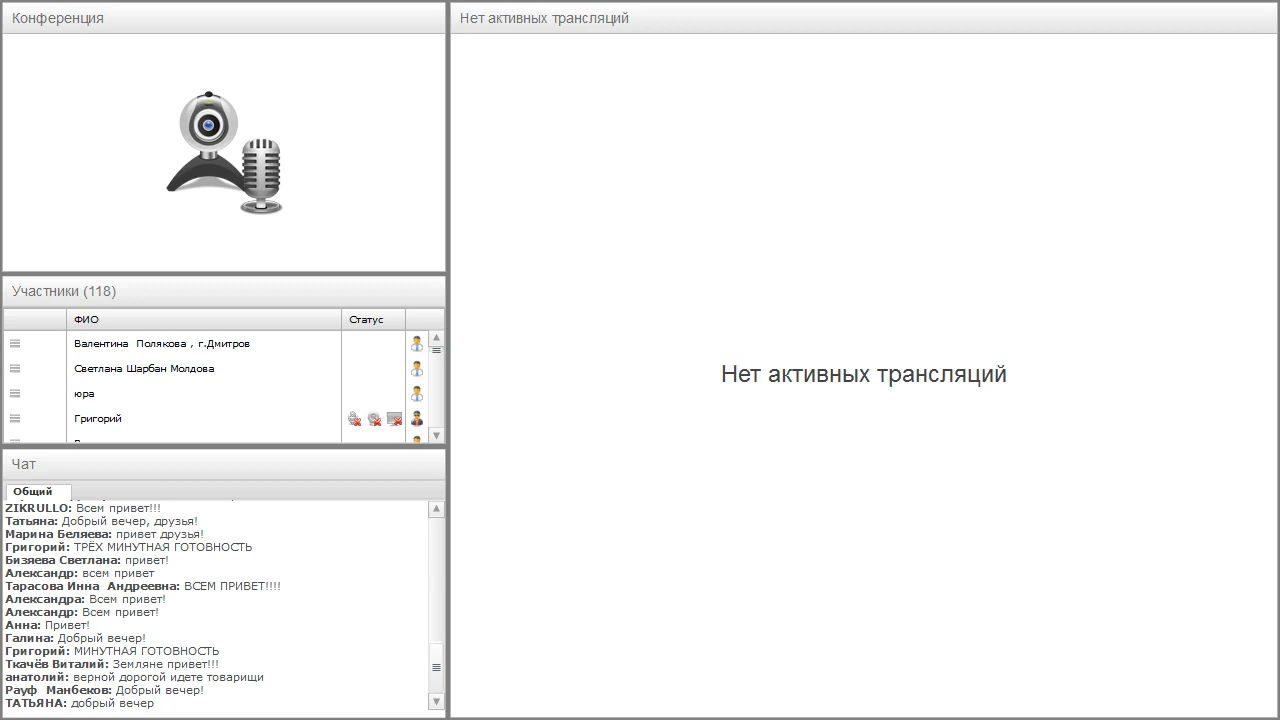 Конференция
Нет активных трансляций
Нет активных трансляций
Участники (118)
ФИО
Статус
Валентина Полякова , г.Дмитров
Светлана Шарбан Молдова
юра
Григорий
Чат
Общий
ZIKRULLO: Всем привет!!!
Татьяна: Добрый вечер, друзья!
Марина Беляева: привет друзья!
Григорий: ТРЁХ МИНУТНАЯ ГОТОВНОСТЬ
Бизяева Светлана: привет!
Александр: всем привет
Тарасова Инна Андреевна: ВСЕМ ПРИВЕТ!!!!
Александра: Всем привет!
Александр: Всем привет!
Анна: Привет!
Галина: Добрый вечер!
Григорий: МИНУТНАЯ ГОТОВНОСТЬ
Ткачёв Виталий: Земляне привет!!!
анатолий: верной дорогой идете товарищи
Рауф Манбеков: Добрый вечер!
ТАТЬЯНА: добрый вечер